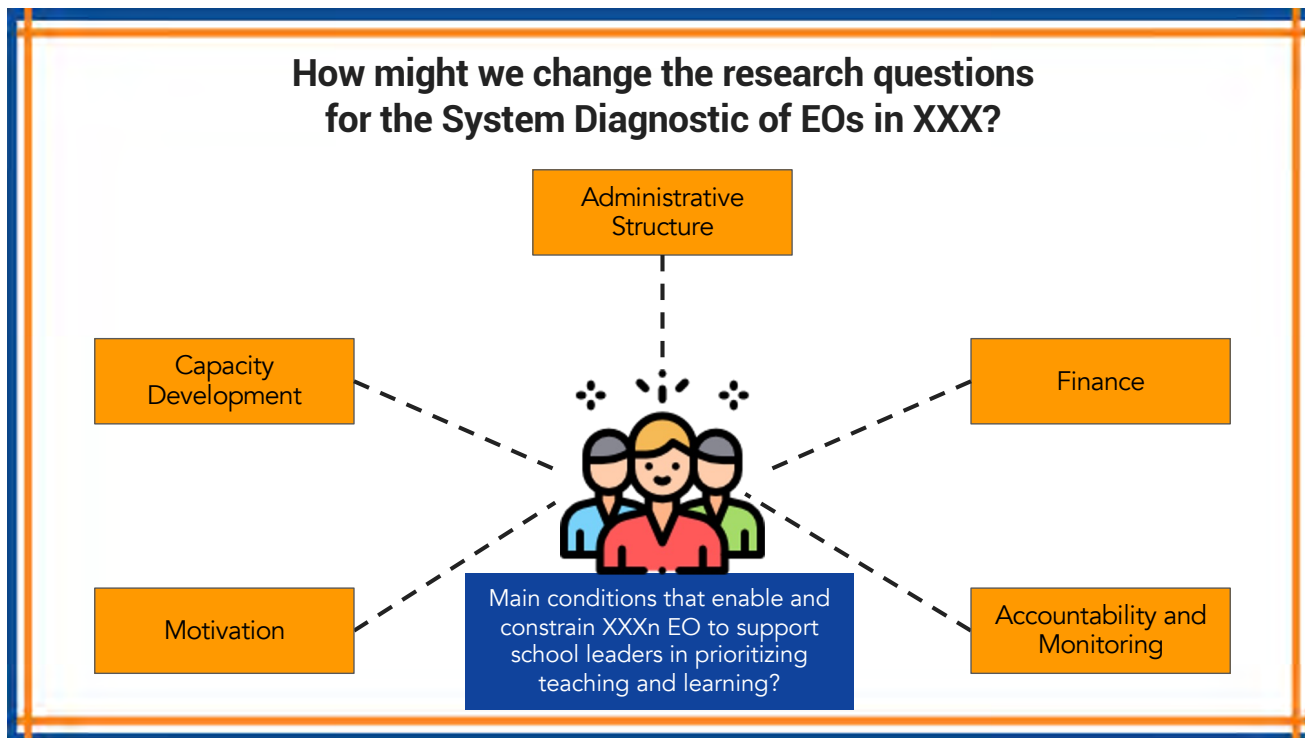 How might we change the research questions
for the System Diagnostic of EOs in XXX?
Administrative
Structure
Capacity
Development
Finance
Motivation
Main conditions that enable and
constrain XXXn EO to support
school leaders in prioritizing
teaching and learning?
Accountability and
Monitoring